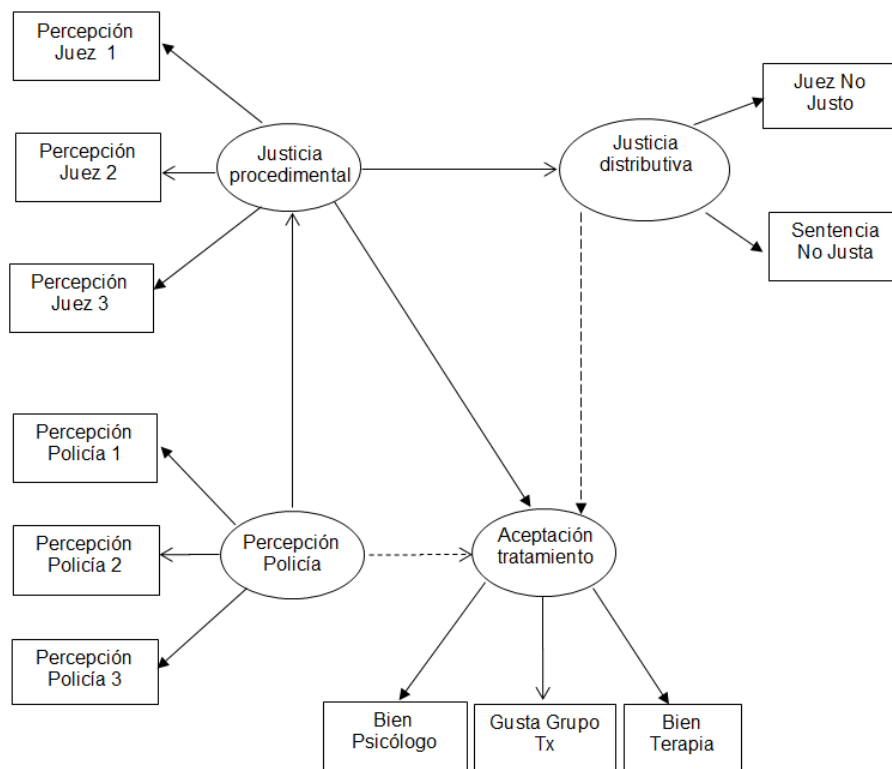 Percepción
Juez 1
Percepción
Juez 2
Percepción
Juez 3
Justicia
procedimental
Justicia
distributiva
Juez No
Justo
Sentencia
No Justa
Percepción
Policía 1
Percepción
Policía 2
Percepción
Policía 3
Percepción
Policía
Aceptación
tratamiento
Bien
Psicólogo
Gusta Grupo
Tx
Bien
Terapia